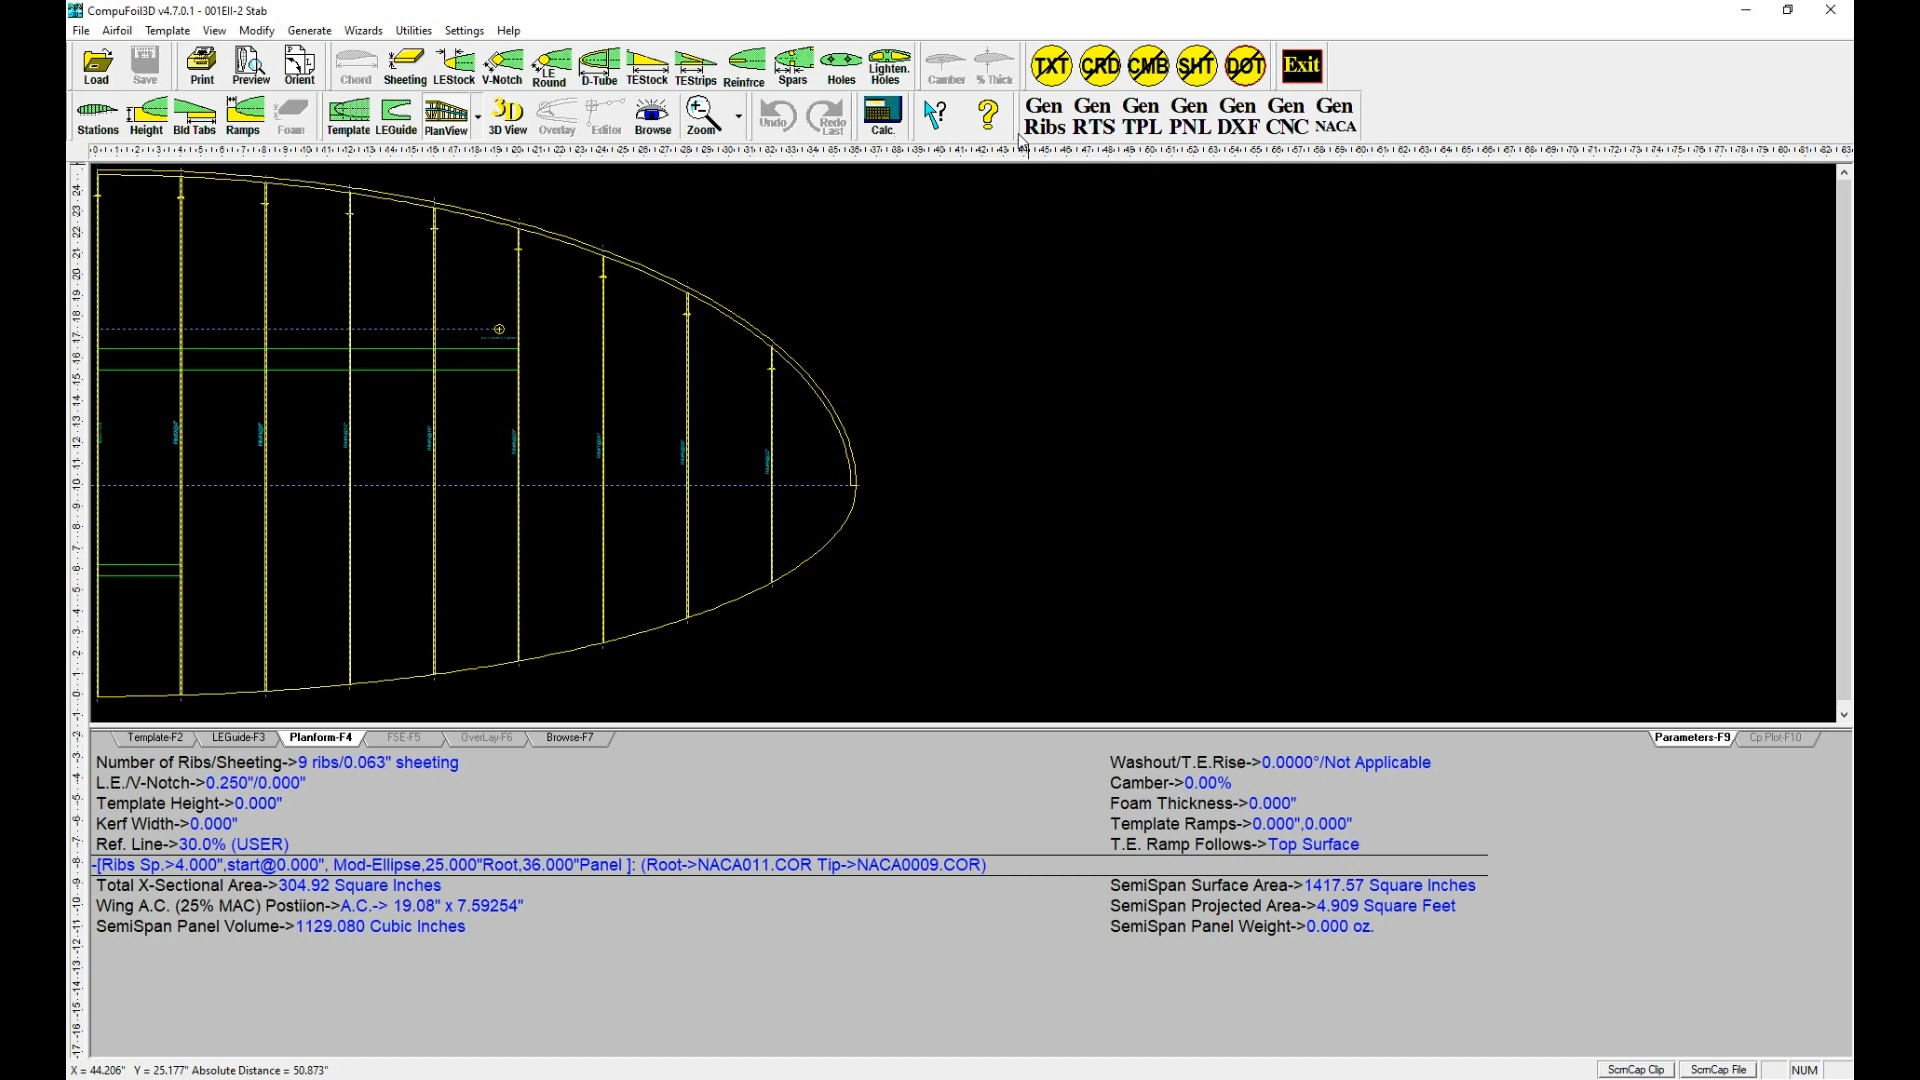 CompuFoil3D v4.7.0.1 - 001Ell-2 Stab
File Airfoil Template View Modify Generate Wizards Utilities Settings Help
Load Save Print Preview Orient Chord Sheeting LEStock V-Notch LE Round D-Tube TEStock TEStrips Reinfrce Spars Holes Lighten. Holes Camber % Thick TXT CRD CMB SHT DOT Exit
Stations Height Bld Tabs Ramps Foam Template LEGuide PlanView 3D View Overlay Editor Browse Zoom Undo Redo Last Calc. Gen Ribs Gen RTS Gen TPL Gen PNL Gen DXF Gen CNC Gen NACA
Template-F2 LEGuide-F3 Planform-F4 FSE-F5 OverLay-F6 Browse-F7 Parameters-F9 Cp Plot-F10
Number of Ribs/Sheeting->9 ribs/0.063" sheeting Washout/T.E.Rise->0.0000°/Not Applicable
L.E./V-Notch->0.250"/0.000" Camber->0.00%
Template Height->0.000" Foam Thickness->0.000"
Kerf Width->0.000" Template Ramps->0.000",0.000"
Ref. Line->30.0% (USER) T.E. Ramp Follows->Top Surface
-[Ribs Sp.>4.000",start@0.000", Mod-Ellipse,25.000"Root,36.000"Panel ]: (Root->NACA011.COR Tip->NACA0009.COR)
Total X-Sectional Area->304.92 Square Inches SemiSpan Surface Area->1417.57 Square Inches
Wing A.C. (25% MAC) Postiion->A.C.-> 19.08" x 7.59254" SemiSpan Projected Area->4.909 Square Feet
SemiSpan Panel Volume->1129.080 Cubic Inches SemiSpan Panel Weight->0.000 oz.
X = 44.206" Y = 25.177" Absolute Distance = 50.873" ScrnCap Clip ScrnCap File NUM